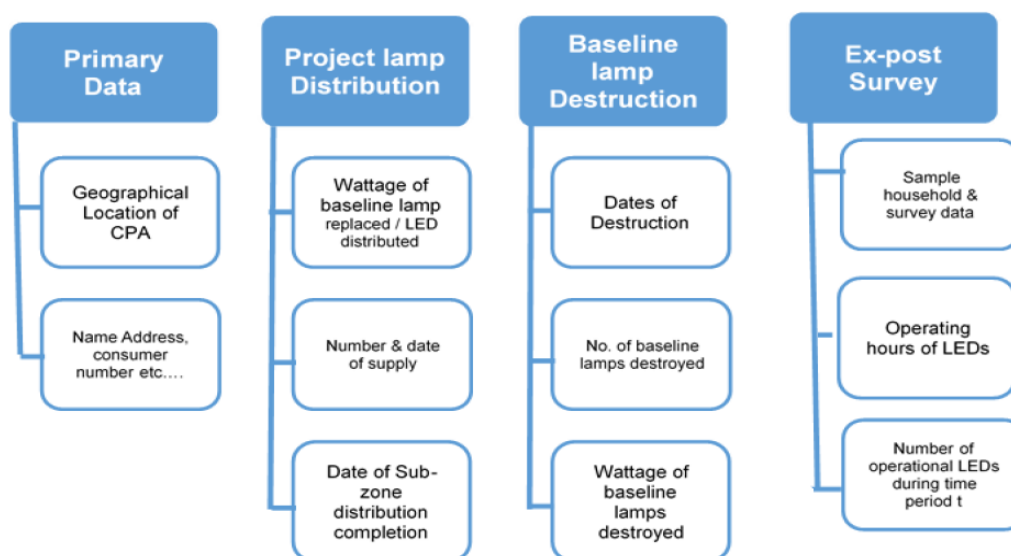 Primary
Data
Geographical
Location of
CPA
Name Address,
consumer
number etc....
Project lamp
Distribution
Wattage of
baseline lamp
replaced / LED
distributed
Number & date
of supply
Date of Sub-
zone
distribution
completion
Baseline
lamp
Destruction
Dates of
Destruction
No. of baseline
lamps destroyed
Wattage of
baseline
lamps
destroyed
Ex-post
Survey
Sample
household &
survey data
Operating
hours of LEDs
Number of
operational LEDs
during time
period t